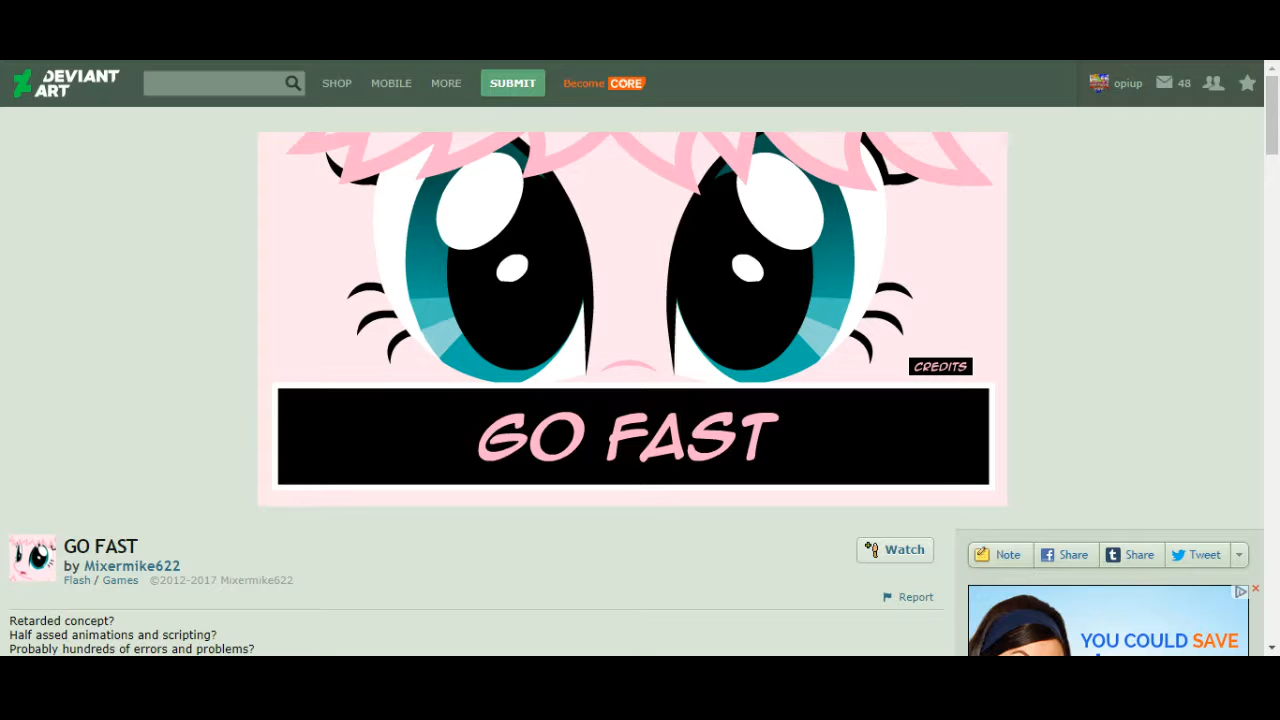 DEVIANT ART
SHOP MOBILE MORE SUBMIT Become CORE opiup 48
CREDITS
GO FAST
GO FAST
by Mixermike622
Flash / Games ©2012-2017 Mixermike622
Watch
Note Share Share Tweet
Report
Retarded concept?
Half assed animations and scripting?
Probably hundreds of errors and problems?
YOU COULD SAVE